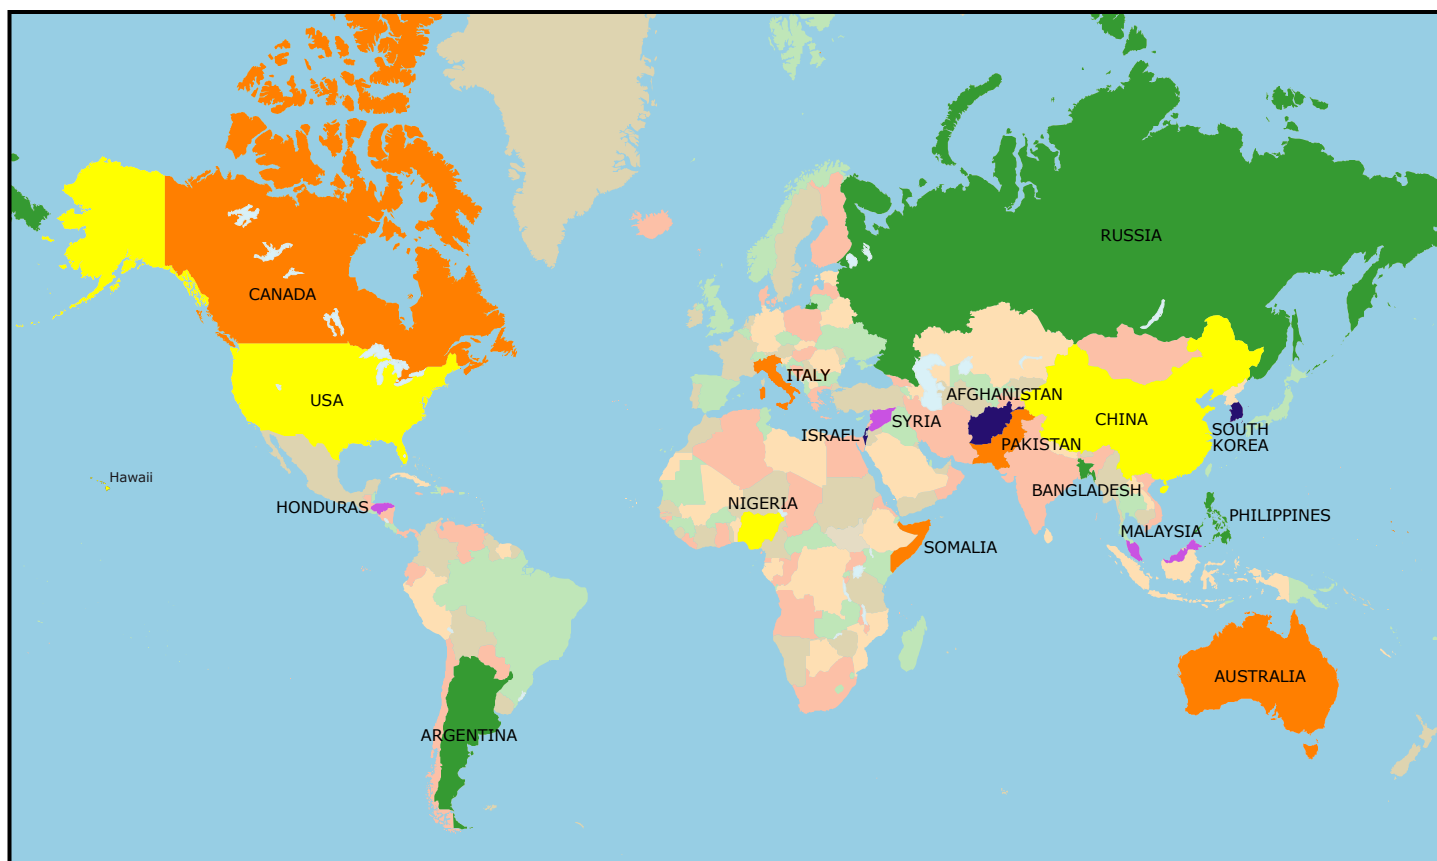 RUSSIA
CANADA
ITALY
AFGHANISTAN
USA
SYRIA
CHINA
ISRAEL
SOUTH
KOREA
PAKISTAN
Hawaii
BANGLADESH
HONDURAS
NIGERIA
PHILIPPINES
MALAYSIA
SOMALIA
AUSTRALIA
ARGENTINA